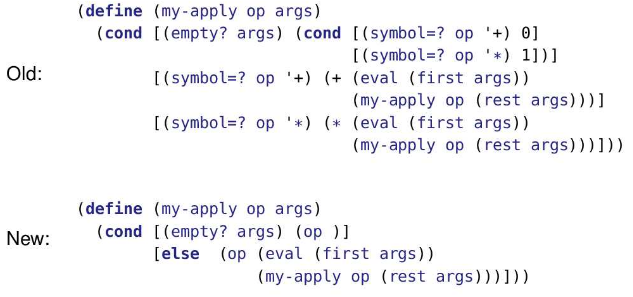 Old:
(define (my-apply op args)
  (cond [(empty? args) (cond [(symbol=? op '+) 0]
                             [(symbol=? op '*) 1])]
        [(symbol=? op '+) (+ (eval (first args))
                             (my-apply op (rest args)))]
        [(symbol=? op '*) (* (eval (first args))
                             (my-apply op (rest args)))]))
New:
(define (my-apply op args)
  (cond [(empty? args) (op )]
        [else  (op (eval (first args))
                   (my-apply op (rest args)))]))